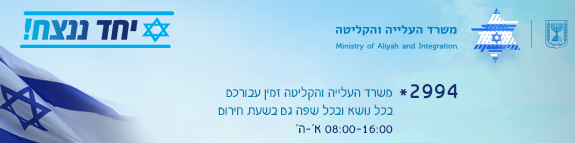 יחד ננצח!
משרד העלייה והקליטה
Ministry of Aliyah and Integration
*2994
משרד העלייה והקליטה זמין עבורכם
בכל נושא ובכל שפה גם בשעת חירום
08:00-16:00 א׳-ה׳